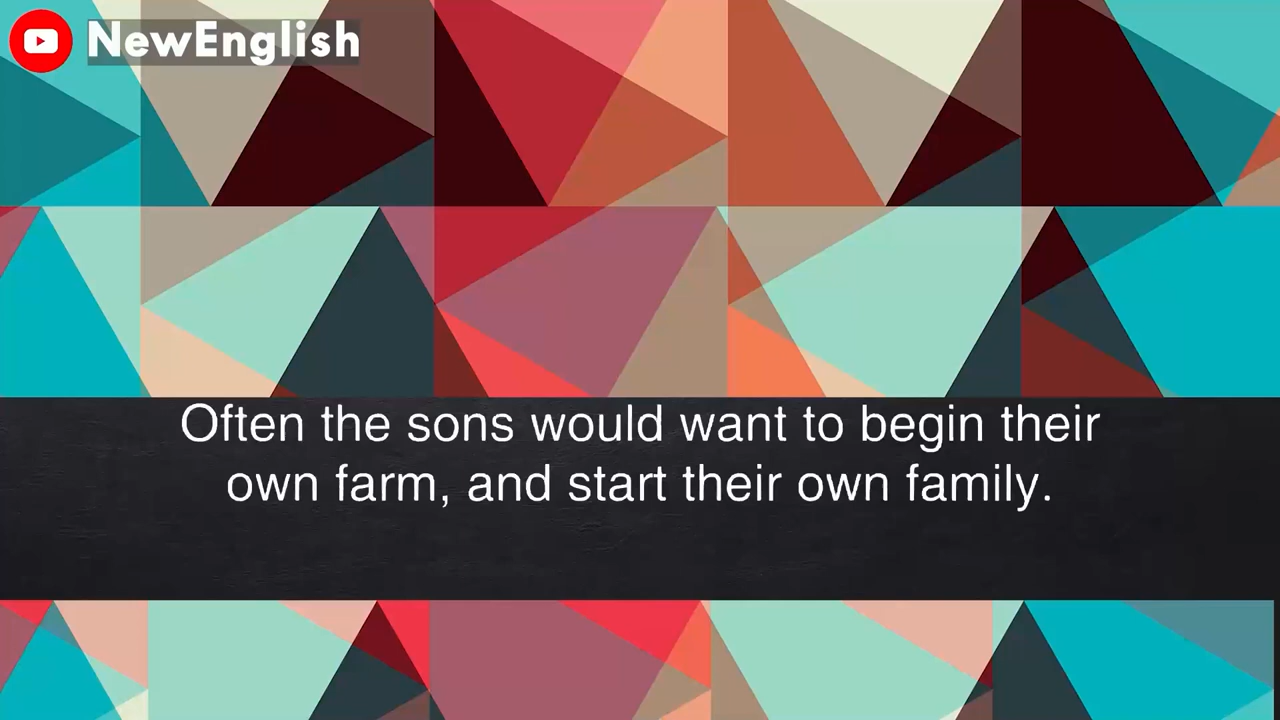 NewEnglish
Often the sons would want to begin their
own farm, and start their own family.